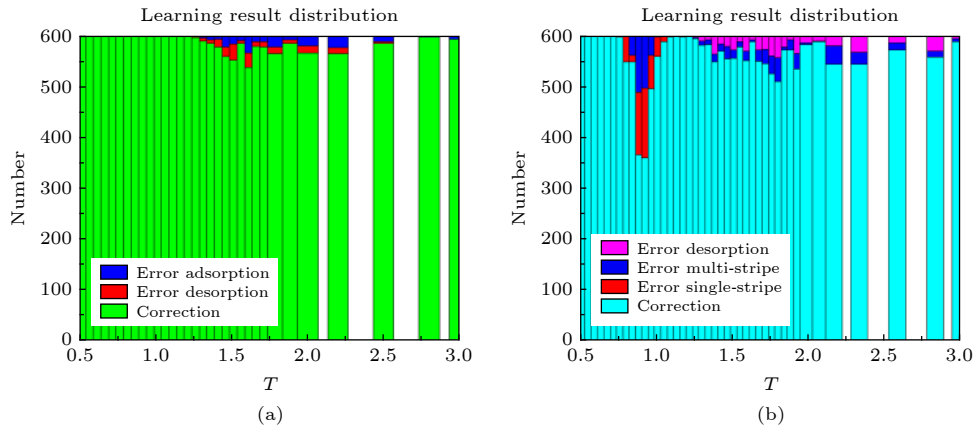 Learning result distribution
600
500
400
300
200
100
0
Number
Error adsorption
Error desorption
Correction
0.5 1.0 1.5 2.0 2.5 3.0
T
(a)
Learning result distribution
600
500
400
300
200
100
0
Number
Error desorption
Error multi-stripe
Error single-stripe
Correction
0.5 1.0 1.5 2.0 2.5 3.0
T
(b)